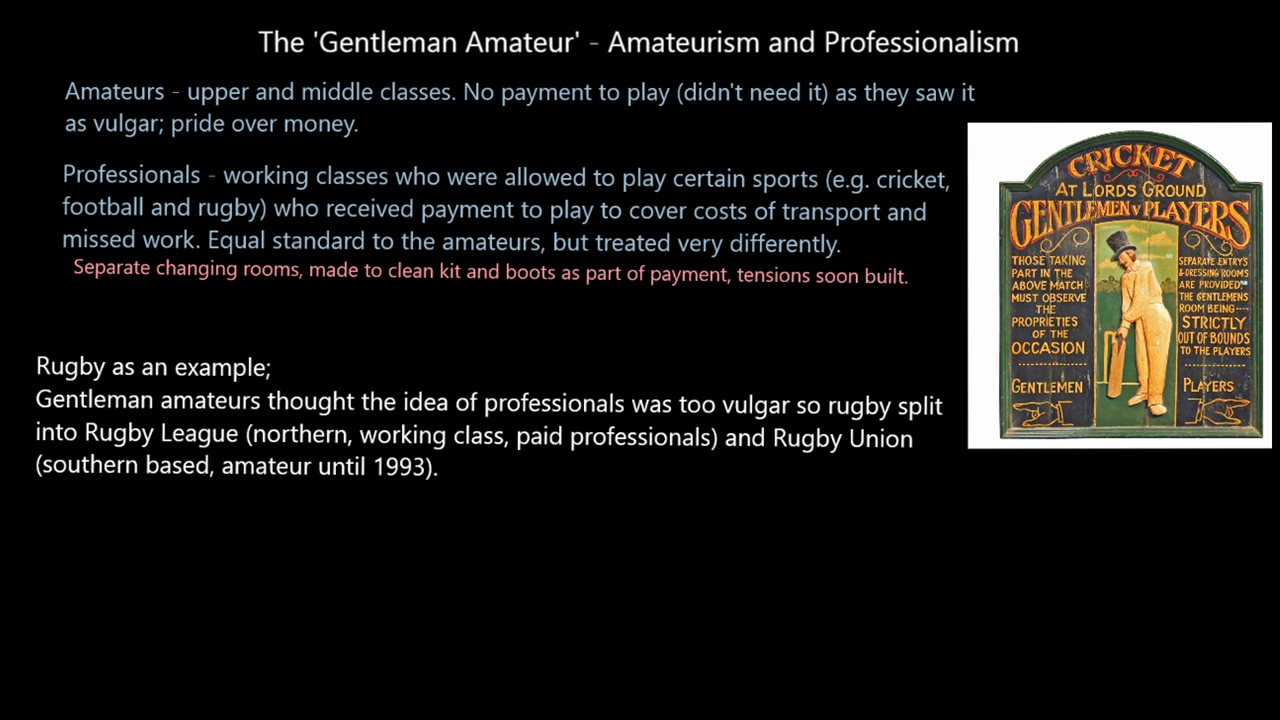 The 'Gentleman Amateur' - Amateurism and Professionalism
Amateurs - upper and middle classes. No payment to play (didn't need it) as they saw it
as vulgar; pride over money.
Professionals - working classes who were allowed to play certain sports (e.g. cricket,
football and rugby) who received payment to play to cover costs of transport and
missed work. Equal standard to the amateurs, but treated very differently.
Separate changing rooms, made to clean kit and boots as part of payment, tensions soon built.
Rugby as an example;
Gentleman amateurs thought the idea of professionals was too vulgar so rugby split
into Rugby League (northern, working class, paid professionals) and Rugby Union
(southern based, amateur until 1993).
CRICKET
AT LORDS GROUND
GENTLEMEN v PLAYERS
THOSE TAKING
PART IN THE
ABOVE MATCH
MUST OBSERVE
THE
PROPRIETIES
OF THE
OCCASION
GENTLEMEN
SEPARATE ENTRYS
& DRESSING ROOMS
ARE PROVIDED
THE GENTLEMENS
ROOM BEING
STRICTLY
OUT OF BOUNDS
TO THE PLAYERS
PLAYERS